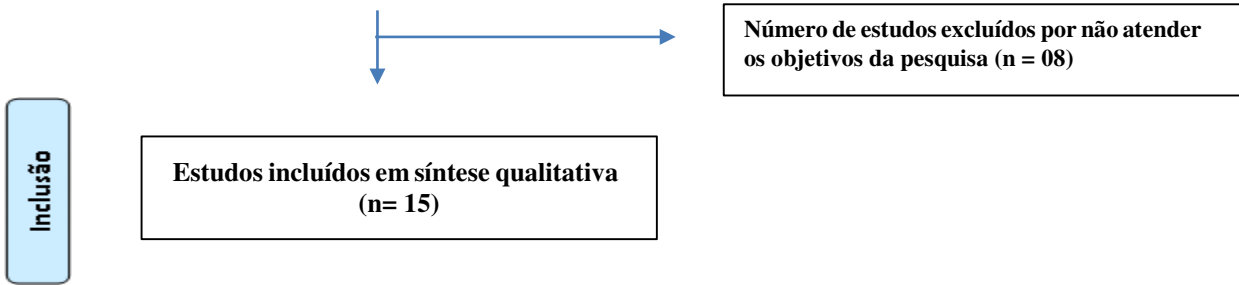 Número de estudos excluídos por não atender
os objetivos da pesquisa (n = 08)
Inclusão
Estudos incluídos em síntese qualitativa
(n= 15)